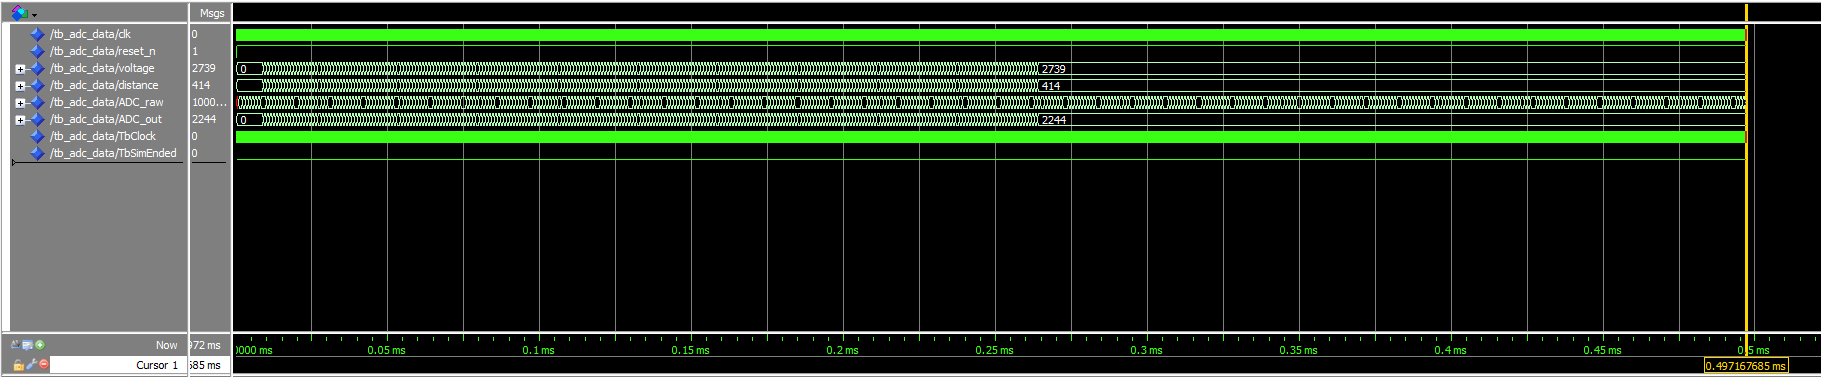 Msgs
/tb_adc_data/clk 0
/tb_adc_data/reset_n 1
/tb_adc_data/voltage 2739 0 2739
/tb_adc_data/distance 414 414
/tb_adc_data/ADC_raw 1000...
/tb_adc_data/ADC_out 2244 0 2244
/tb_adc_data/TbClock 0
/tb_adc_data/TbSimEnded 0
Now 972 ms 0000 ms 0.05 ms 0.1 ms 0.15 ms 0.2 ms 0.25 ms 0.3 ms 0.35 ms 0.4 ms 0.45 ms 0.5 ms
Cursor 1 585 ms 0.497167685 ms